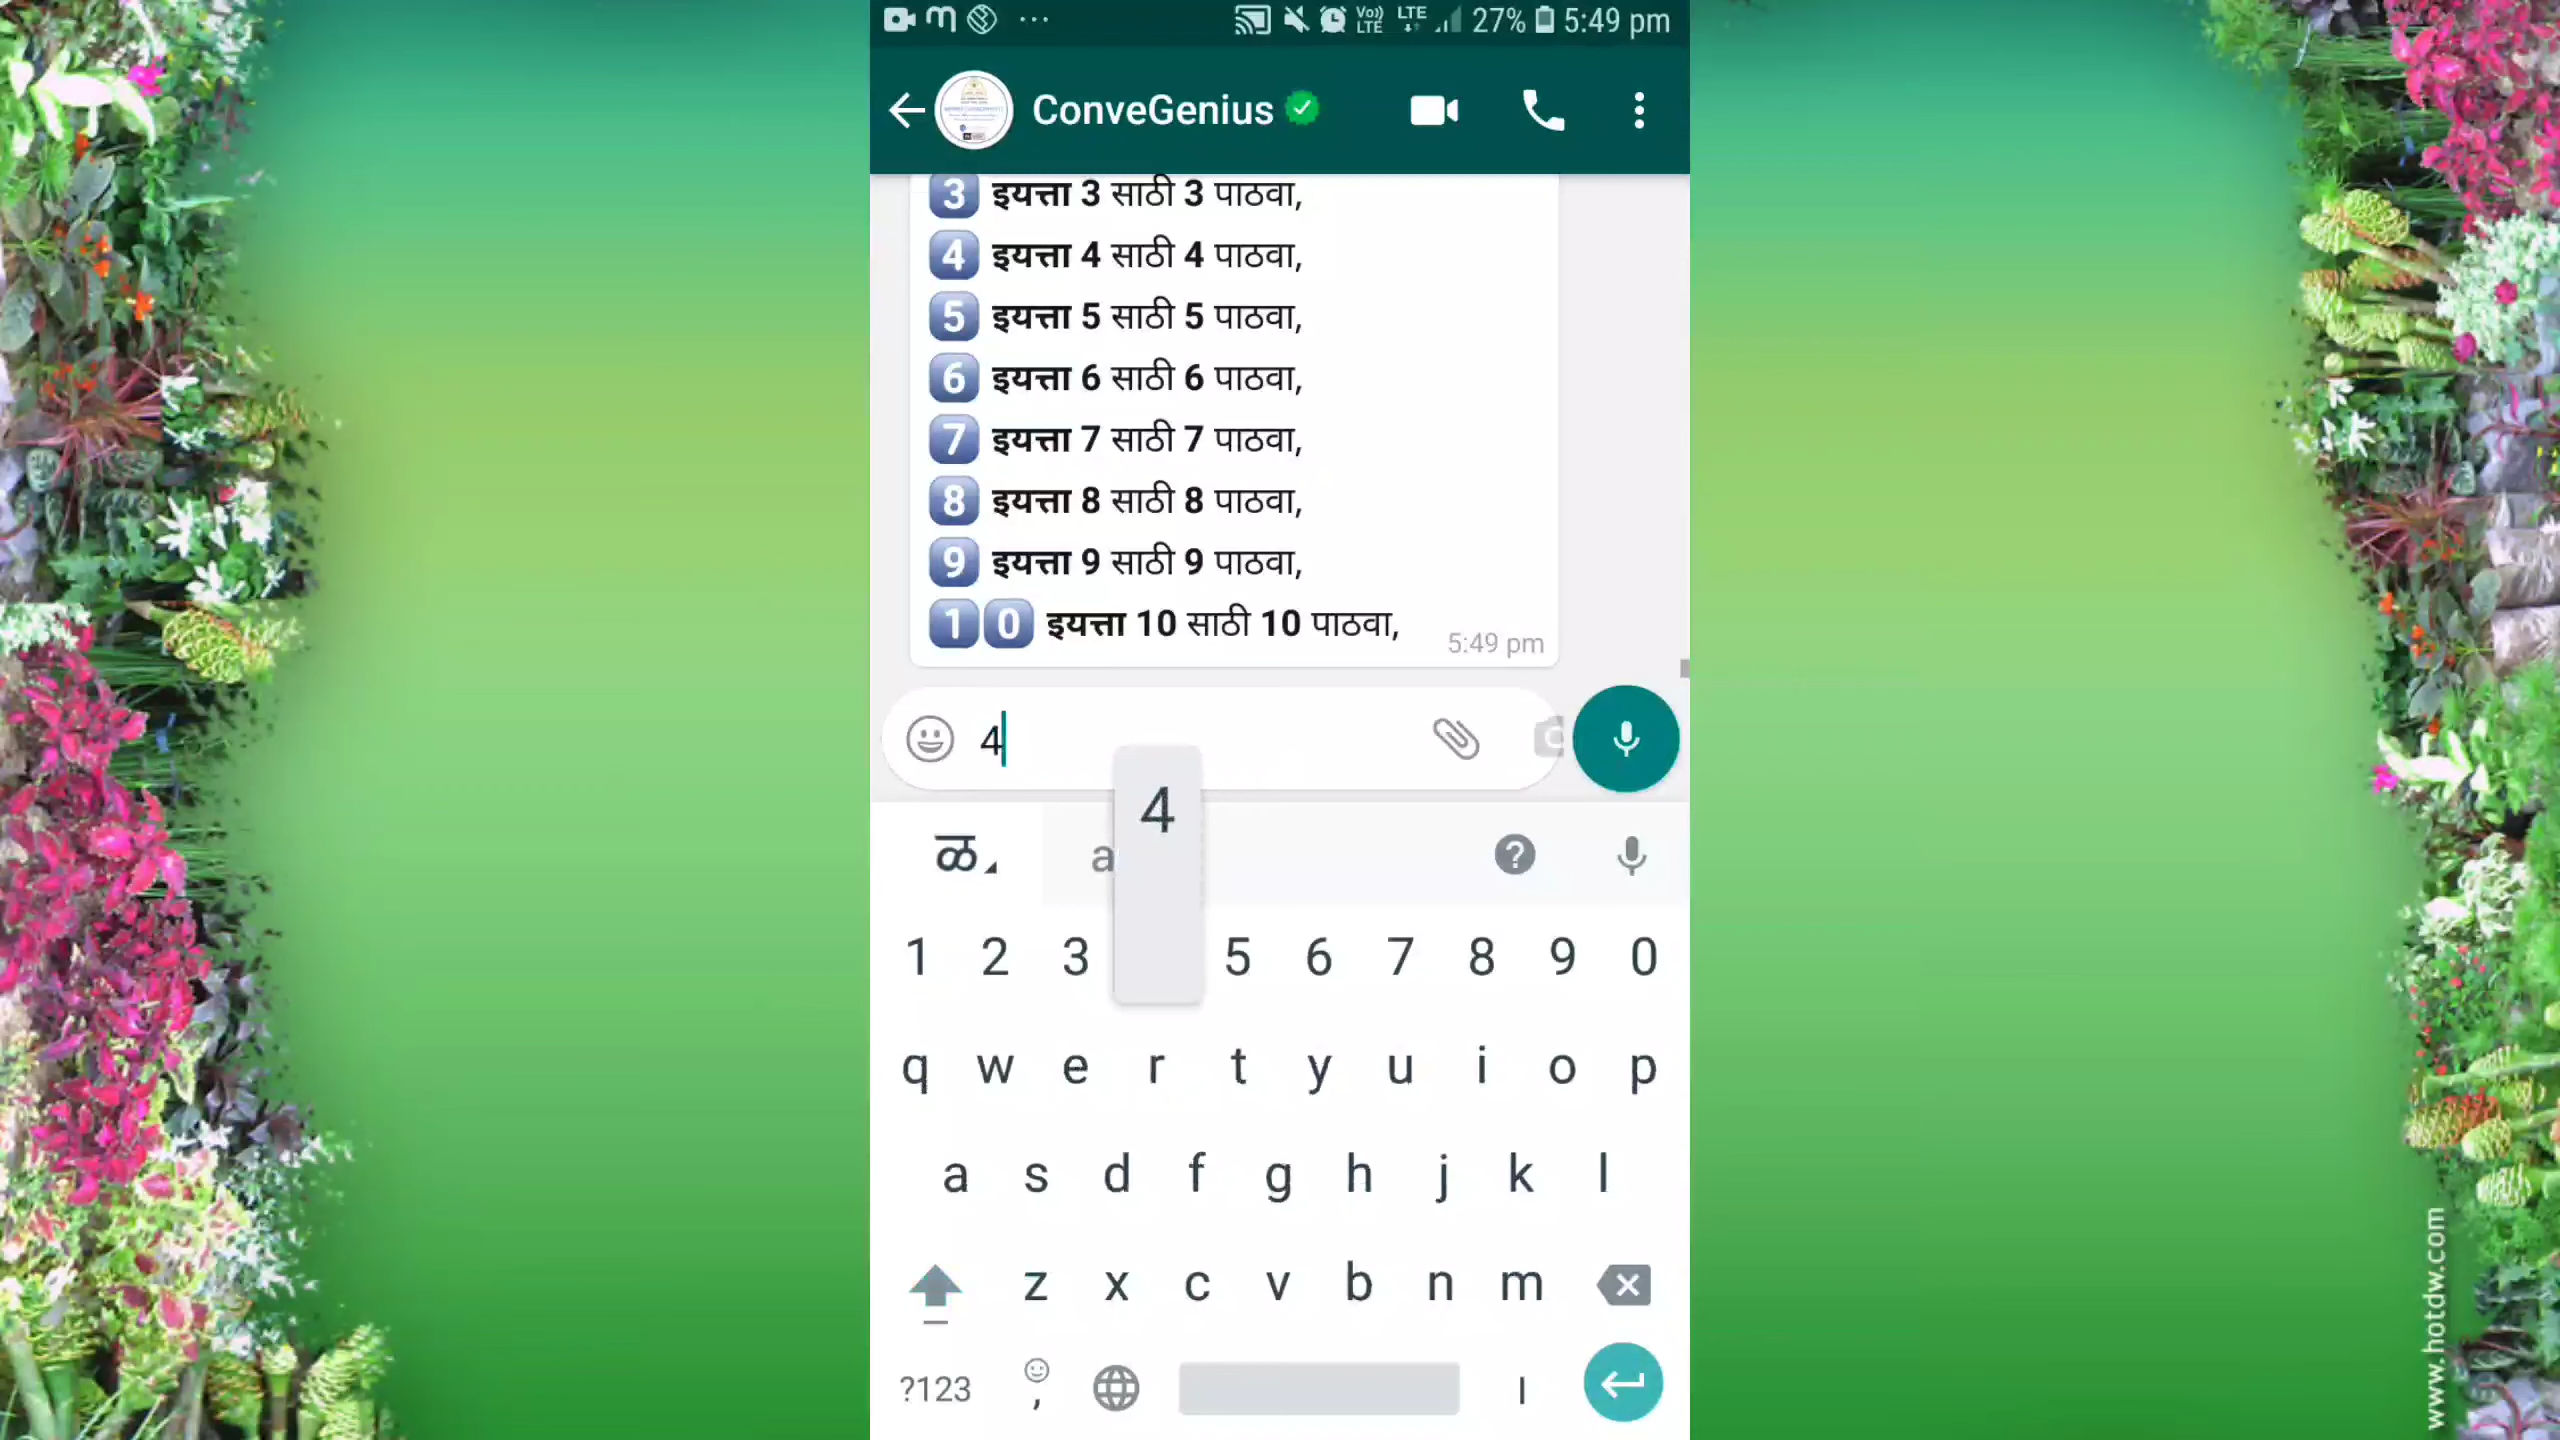 27% 5:49 pm
ConveGenius
3 इयत्ता 3 साठी 3 पाठवा,
4 इयत्ता 4 साठी 4 पाठवा,
5 इयत्ता 5 साठी 5 पाठवा,
6 इयत्ता 6 साठी 6 पाठवा,
7 इयत्ता 7 साठी 7 पाठवा,
8 इयत्ता 8 साठी 8 पाठवा,
9 इयत्ता 9 साठी 9 पाठवा,
10 इयत्ता 10 साठी 10 पाठवा,
5:49 pm
4
4
ळ a
1 2 3 5 6 7 8 9 0
q w e r t y u i o p
a s d f g h j k l
z x c v b n m
?123 , |
www.hotdw.com